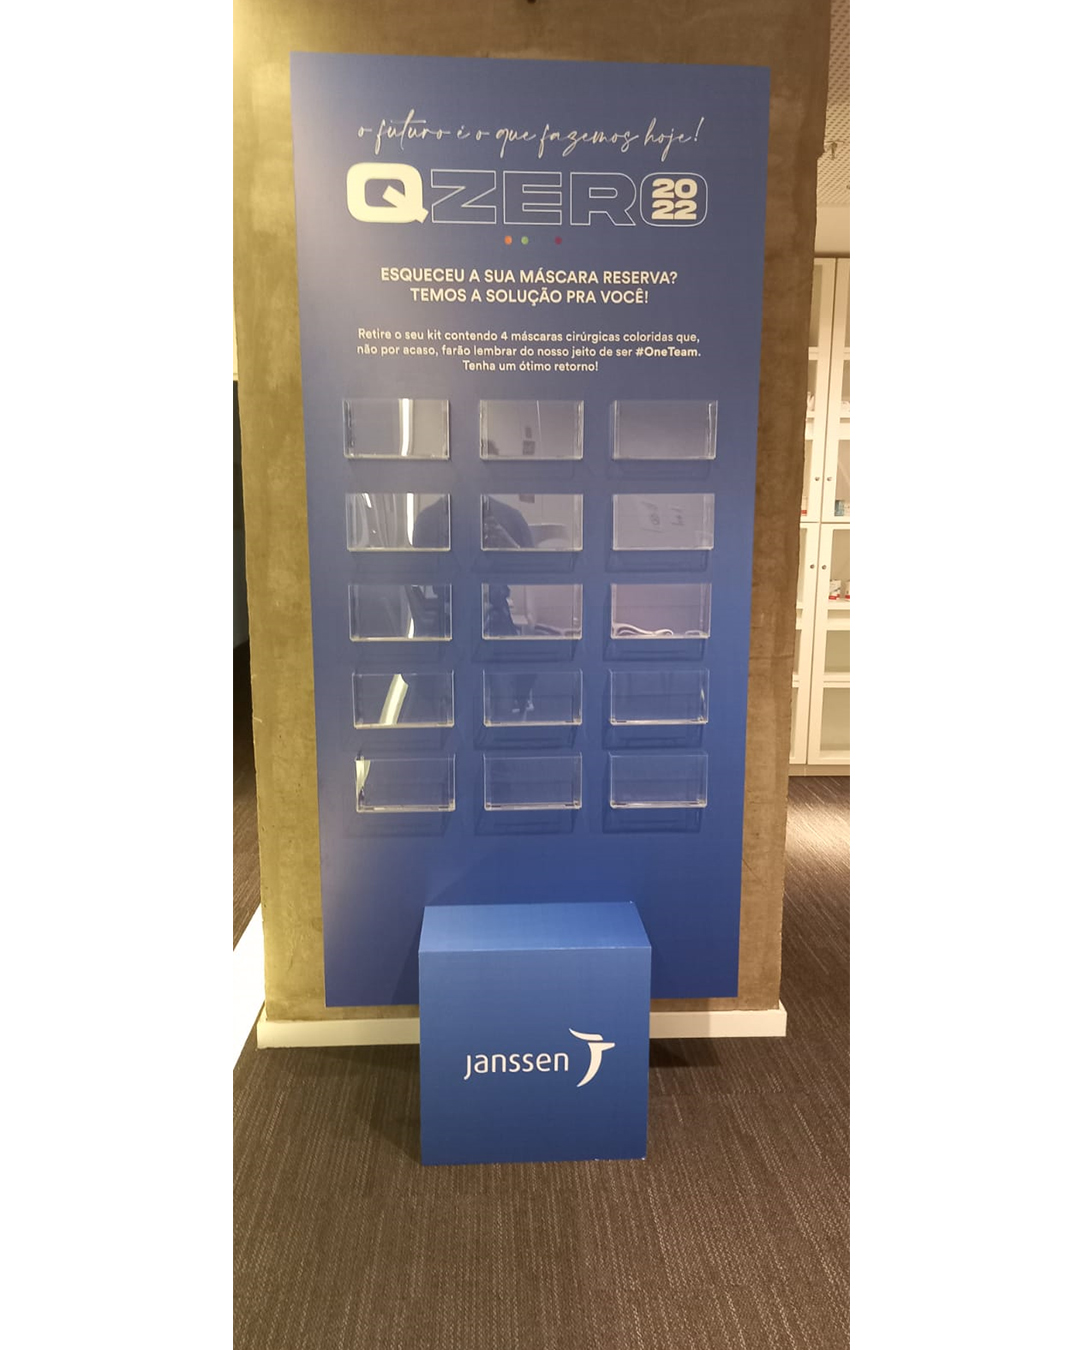 o futuro é o que fazemos hoje!
QZERO 2022
ESQUECEU A SUA MÁSCARA RESERVA?
TEMOS A SOLUÇÃO PRA VOCÊ!
Retire o seu kit contendo 4 máscaras cirúrgicas coloridas que,
não por acaso, farão lembrar do nosso jeito de ser #OneTeam.
Tenha um ótimo retorno!
janssen